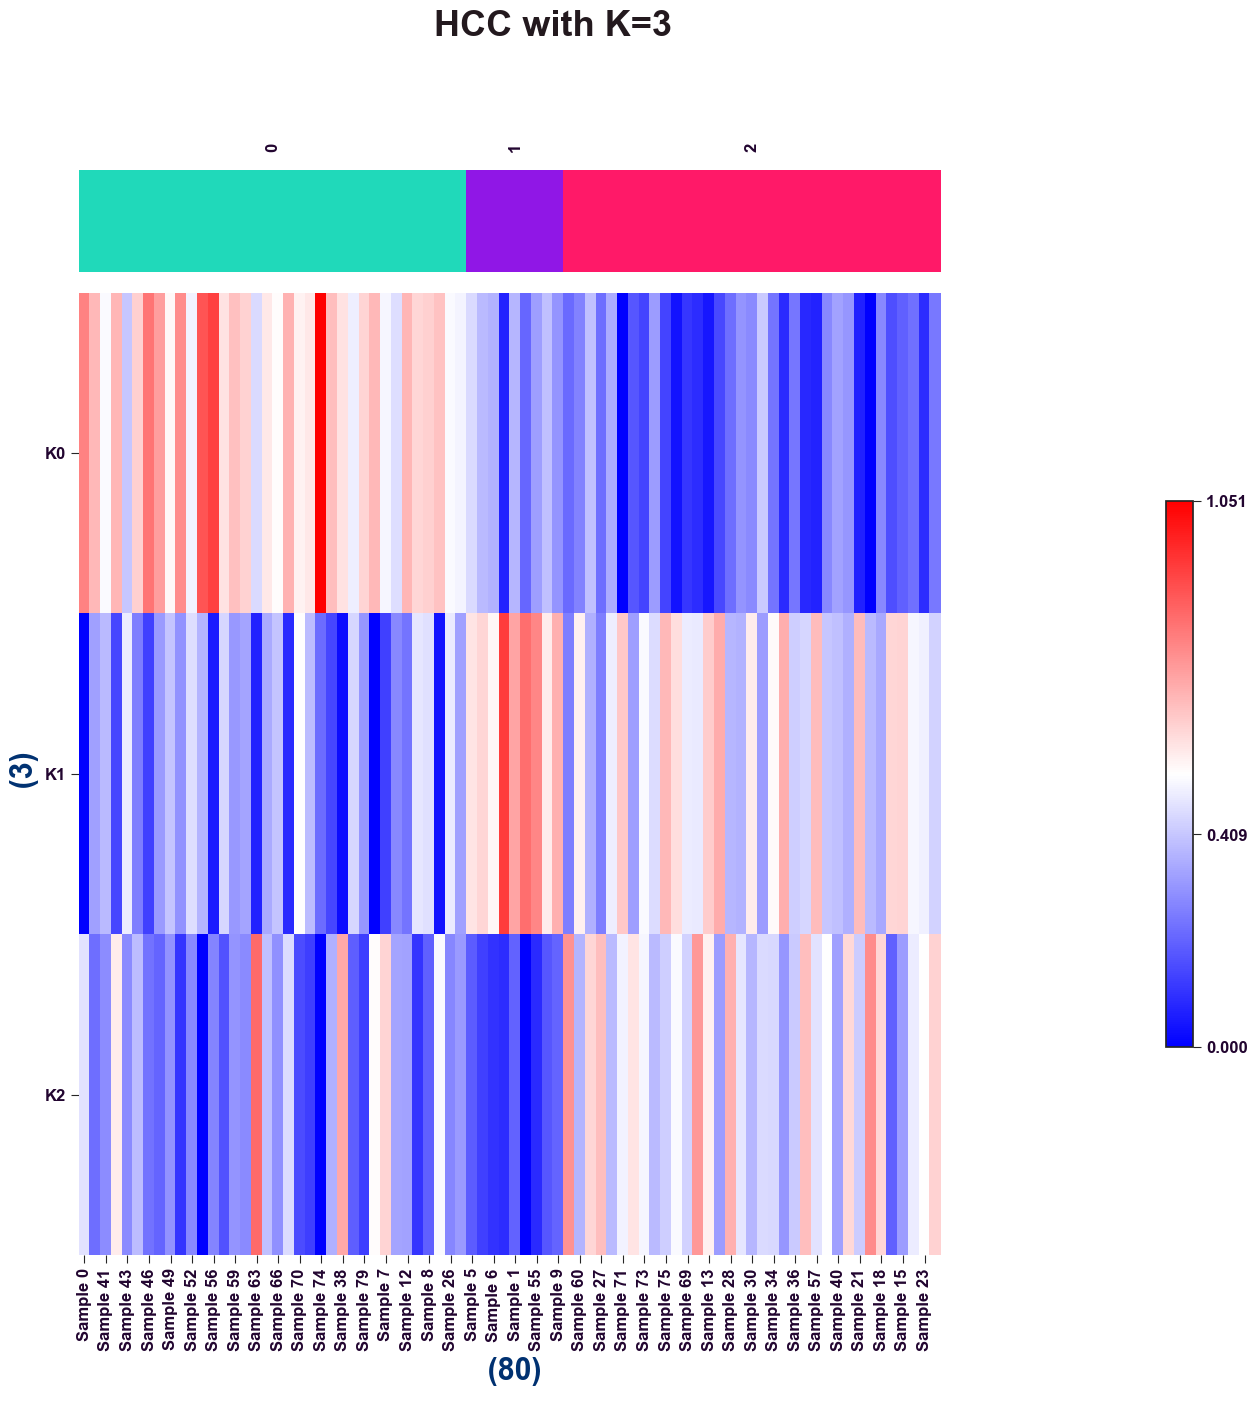 HCC with K=3
0
1
2
K0
K1
K2
(3)
1.051
0.409
0.000
Sample 0
Sample 41
Sample 43
Sample 46
Sample 49
Sample 52
Sample 56
Sample 59
Sample 63
Sample 66
Sample 70
Sample 74
Sample 38
Sample 79
Sample 7
Sample 12
Sample 8
Sample 26
Sample 5
Sample 6
Sample 1
Sample 55
Sample 9
Sample 60
Sample 27
Sample 71
Sample 73
Sample 75
Sample 69
Sample 13
Sample 28
Sample 30
Sample 34
Sample 36
Sample 57
Sample 40
Sample 21
Sample 18
Sample 15
Sample 23
(80)